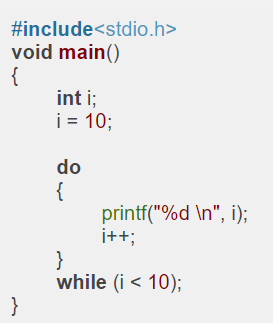 #include<stdio.h>
void main()
{
int i;
i = 10;
do
{
printf("%d \n", i);
i++;
}
while (i < 10);
}